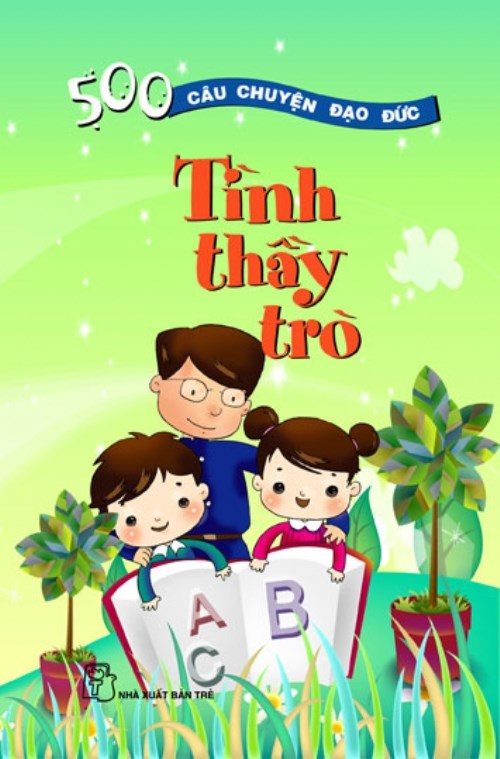 500 CÂU CHUYỆN ĐẠO ĐỨC
Tình
thầy
trò
A B
C
NHÀ XUẤT BẢN TRẺ